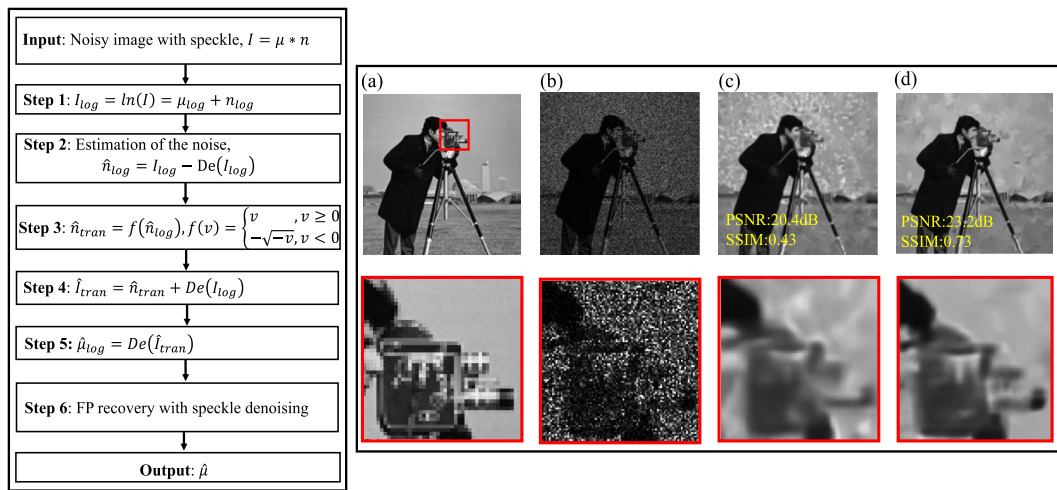 Input: Noisy image with speckle, I = μ * n
Step 1: I_log = ln(I) = μ_log + n_log
Step 2: Estimation of the noise,
n̂_log = I_log − De(I_log)
Step 3: n̂_tran = f(n̂_log), f(v) = { v , v ≥ 0
−√−v, v < 0
Step 4: Î_tran = n̂_tran + De(I_log)
Step 5: μ̂_log = De(Î_tran)
Step 6: FP recovery with speckle denoising
Output: μ̂
(a) (b) (c) (d)
PSNR:20.4dB
SSIM:0.43
PSNR:23.2dB
SSIM:0.73